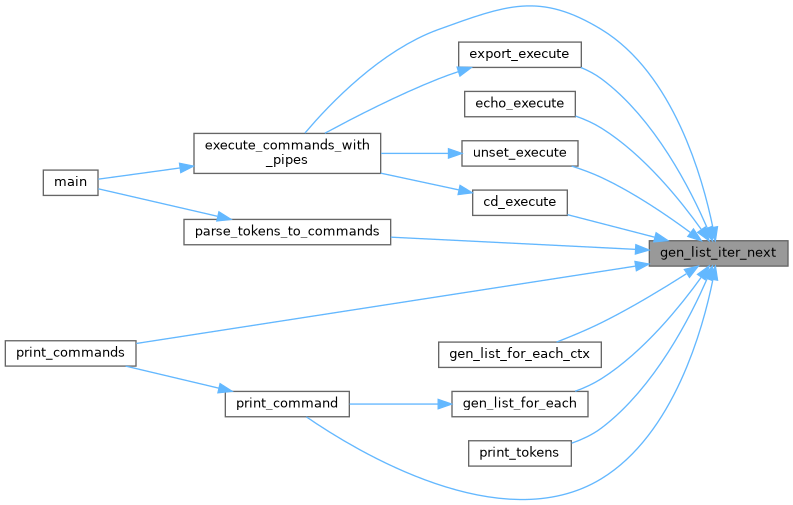 export_execute
echo_execute
execute_commands_with
_pipes
unset_execute
main
cd_execute
parse_tokens_to_commands
gen_list_iter_next
print_commands
gen_list_for_each_ctx
print_command
gen_list_for_each
print_tokens